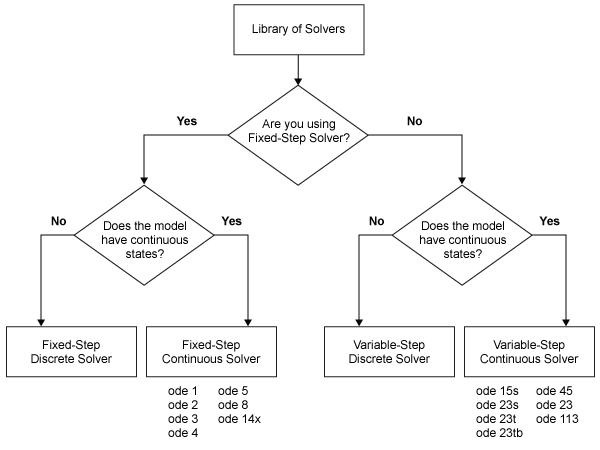 Library of Solvers
Are you using
Fixed-Step Solver?
Yes
No
Does the model
have continuous
states?
No
Yes
Does the model
have continuous
states?
No
Yes
Fixed-Step
Discrete Solver
Fixed-Step
Continuous Solver
Variable-Step
Discrete Solver
Variable-Step
Continuous Solver
ode 1 ode 5
ode 2 ode 8
ode 3 ode 14x
ode 4
ode 15s ode 45
ode 23s ode 23
ode 23t ode 113
ode 23tb